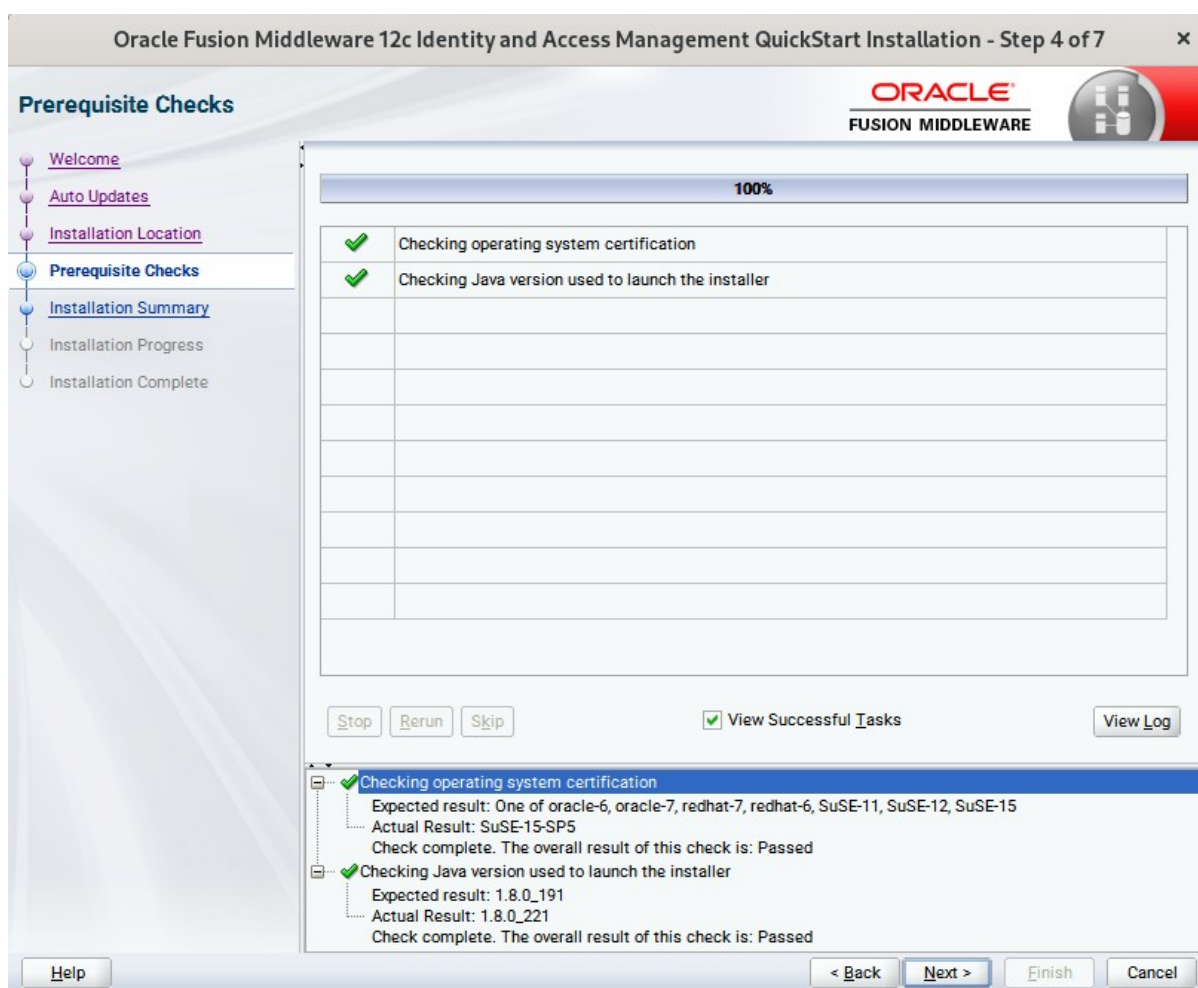 Oracle Fusion Middleware 12c Identity and Access Management QuickStart Installation - Step 4 of 7
Prerequisite Checks
ORACLE
FUSION MIDDLEWARE
Welcome
Auto Updates
Installation Location
Prerequisite Checks
Installation Summary
Installation Progress
Installation Complete
100%
Checking operating system certification
Checking Java version used to launch the installer
Stop Rerun Skip View Successful Tasks View Log
Checking operating system certification
Expected result: One of oracle-6, oracle-7, redhat-7, redhat-6, SuSE-11, SuSE-12, SuSE-15
Actual Result: SuSE-15-SP5
Check complete. The overall result of this check is: Passed
Checking Java version used to launch the installer
Expected result: 1.8.0_191
Actual Result: 1.8.0_221
Check complete. The overall result of this check is: Passed
Help < Back Next > Finish Cancel